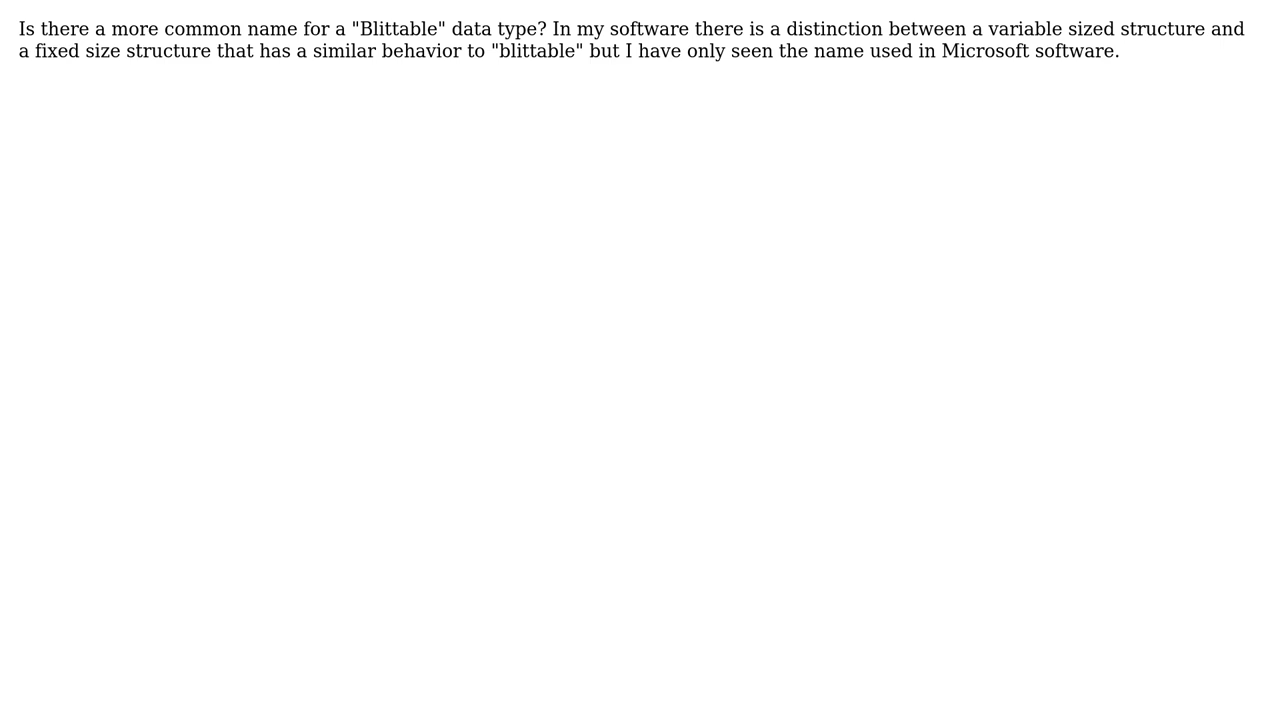 Is there a more common name for a "Blittable" data type? In my software there is a distinction between a variable sized structure and
a fixed size structure that has a similar behavior to "blittable" but I have only seen the name used in Microsoft software.